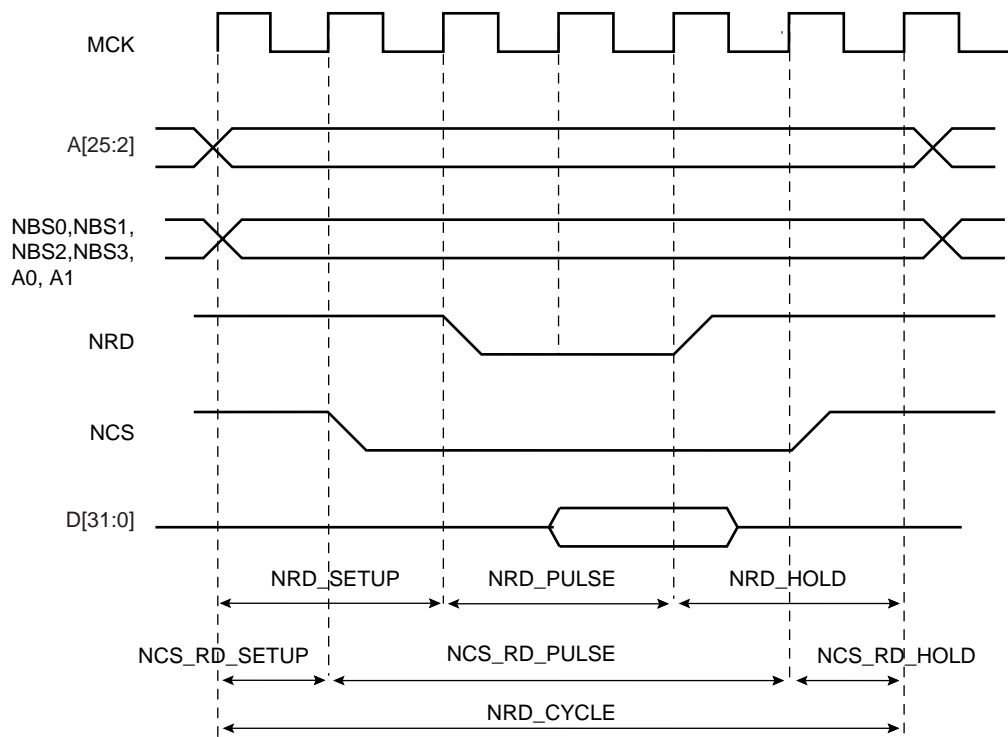 MCK
A[25:2]
NBS0,NBS1,
NBS2,NBS3,
A0, A1
NRD
NCS
D[31:0]
NRD_SETUP
NRD_PULSE
NRD_HOLD
NCS_RD_SETUP
NCS_RD_PULSE
NCS_RD_HOLD
NRD_CYCLE